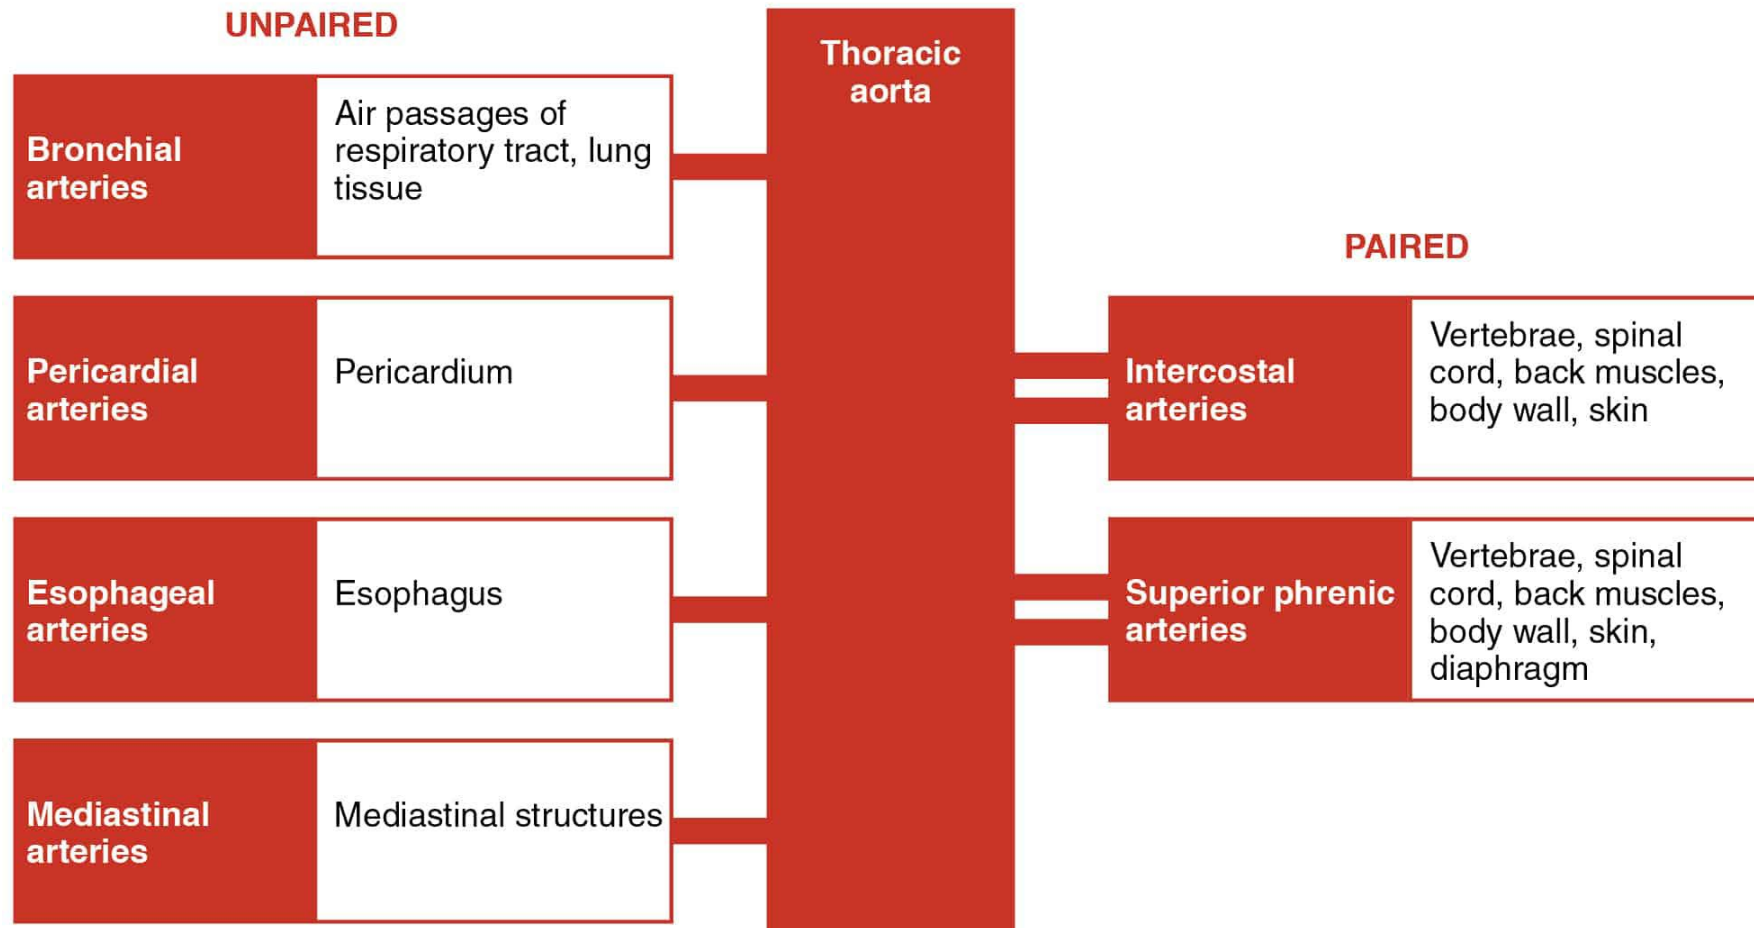 UNPAIRED
Bronchial
arteries
Air passages of
respiratory tract, lung
tissue
Pericardial
arteries
Pericardium
Esophageal
arteries
Esophagus
Mediastinal
arteries
Mediastinal structures
Thoracic
aorta
PAIRED
Intercostal
arteries
Vertebrae, spinal
cord, back muscles,
body wall, skin
Superior phrenic
arteries
Vertebrae, spinal
cord, back muscles,
body wall, skin,
diaphragm